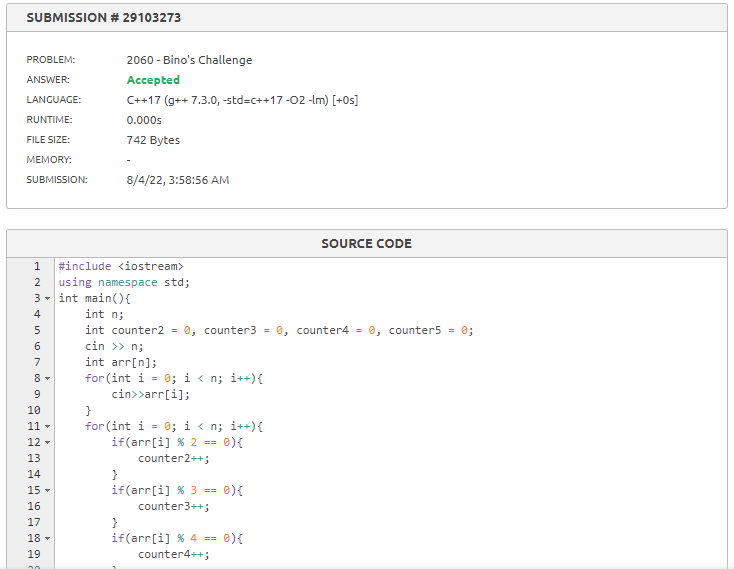 SUBMISSION # 29103273
PROBLEM: 2060 - Bino's Challenge
ANSWER: Accepted
LANGUAGE: C++17 (g++ 7.3.0, -std=c++17 -O2 -lm) [+0s]
RUNTIME: 0.000s
FILE SIZE: 742 Bytes
MEMORY: -
SUBMISSION: 8/4/22, 3:58:56 AM
SOURCE CODE
1 #include <iostream>
2 using namespace std;
3 int main(){
4 int n;
5 int counter2 = 0, counter3 = 0, counter4 = 0, counter5 = 0;
6 cin >> n;
7 int arr[n];
8 for(int i = 0; i < n; i++){
9 cin>>arr[i];
10 }
11 for(int i = 0; i < n; i++){
12 if(arr[i] % 2 == 0){
13 counter2++;
14 }
15 if(arr[i] % 3 == 0){
16 counter3++;
17 }
18 if(arr[i] % 4 == 0){
19 counter4++;
20 }